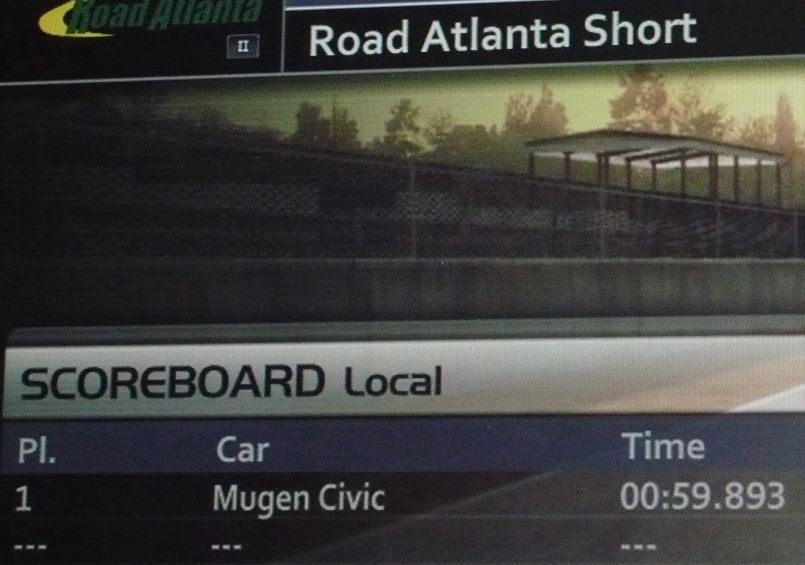 Road Atlanta
II
Road Atlanta Short
SCOREBOARD Local
Pl. Car Time
1 Mugen Civic 00:59.893
--- --- ---